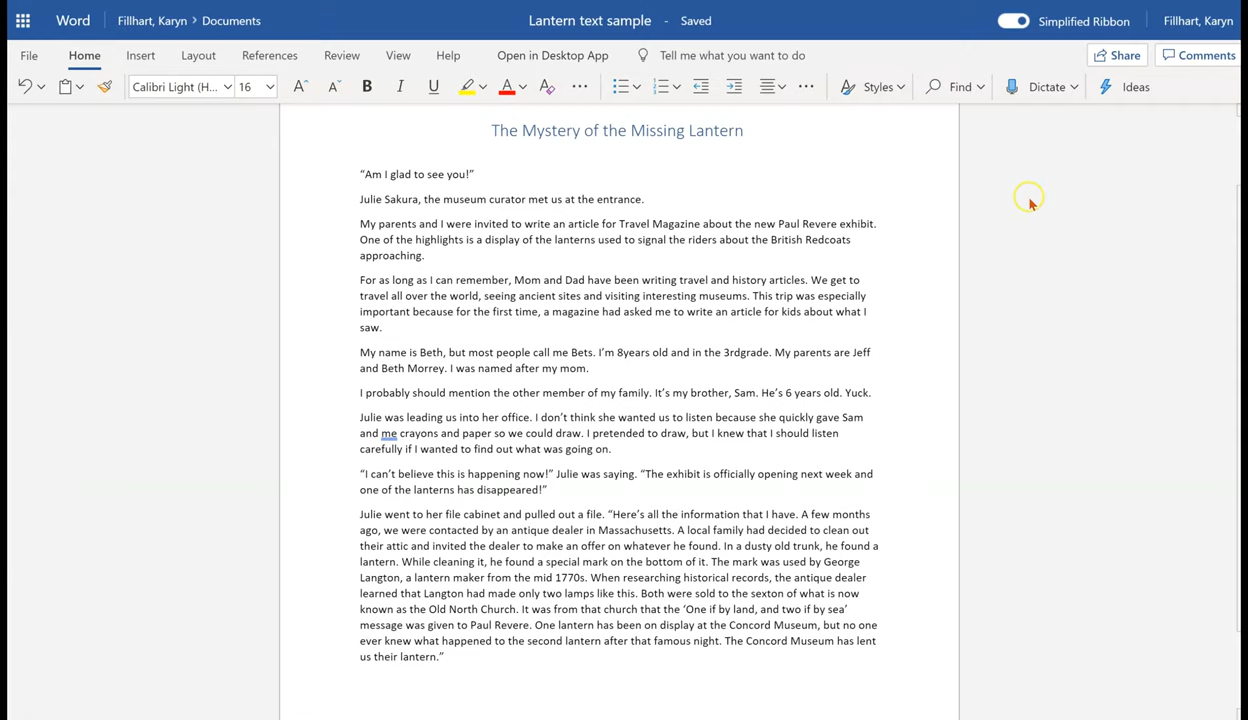 Word Fillhart, Karyn > Documents Lantern text sample - Saved Simplified Ribbon Fillhart, Karyn
File Home Insert Layout References Review View Help Open in Desktop App Tell me what you want to do Share Comments
Calibri Light (H... 16 A A B I U A Styles Find Dictate Ideas
The Mystery of the Missing Lantern
“Am I glad to see you!”
Julie Sakura, the museum curator met us at the entrance.
My parents and I were invited to write an article for Travel Magazine about the new Paul Revere exhibit.
One of the highlights is a display of the lanterns used to signal the riders about the British Redcoats
approaching.
For as long as I can remember, Mom and Dad have been writing travel and history articles. We get to
travel all over the world, seeing ancient sites and visiting interesting museums. This trip was especially
important because for the first time, a magazine had asked me to write an article for kids about what I
saw.
My name is Beth, but most people call me Bets. I’m 8years old and in the 3rdgrade. My parents are Jeff
and Beth Morrey. I was named after my mom.
I probably should mention the other member of my family. It’s my brother, Sam. He’s 6 years old. Yuck.
Julie was leading us into her office. I don’t think she wanted us to listen because she quickly gave Sam
and me crayons and paper so we could draw. I pretended to draw, but I knew that I should listen
carefully if I wanted to find out what was going on.
“I can’t believe this is happening now!” Julie was saying. “The exhibit is officially opening next week and
one of the lanterns has disappeared!”
Julie went to her file cabinet and pulled out a file. “Here’s all the information that I have. A few months
ago, we were contacted by an antique dealer in Massachusetts. A local family had decided to clean out
their attic and invited the dealer to make an offer on whatever he found. In a dusty old trunk, he found a
lantern. While cleaning it, he found a special mark on the bottom of it. The mark was used by George
Langton, a lantern maker from the mid 1770s. When researching historical records, the antique dealer
learned that Langton had made only two lamps like this. Both were sold to the sexton of what is now
known as the Old North Church. It was from that church that the ‘One if by land, and two if by sea’
message was given to Paul Revere. One lantern has been on display at the Concord Museum, but no one
ever knew what happened to the second lantern after that famous night. The Concord Museum has lent
us their lantern.”